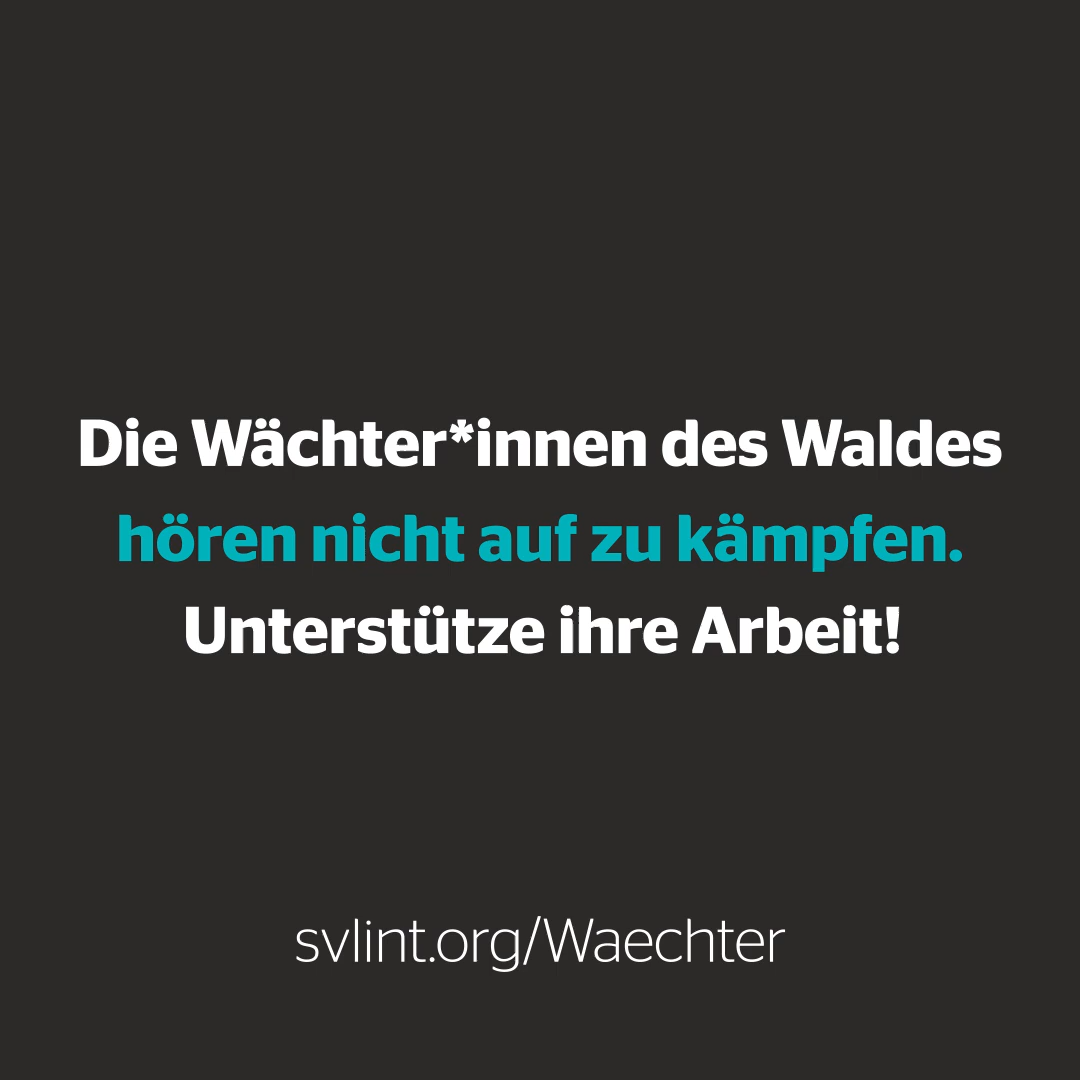 Die Wächter*innen des Waldes
hören nicht auf zu kämpfen.
Unterstütze ihre Arbeit!
svlint.org/Waechter